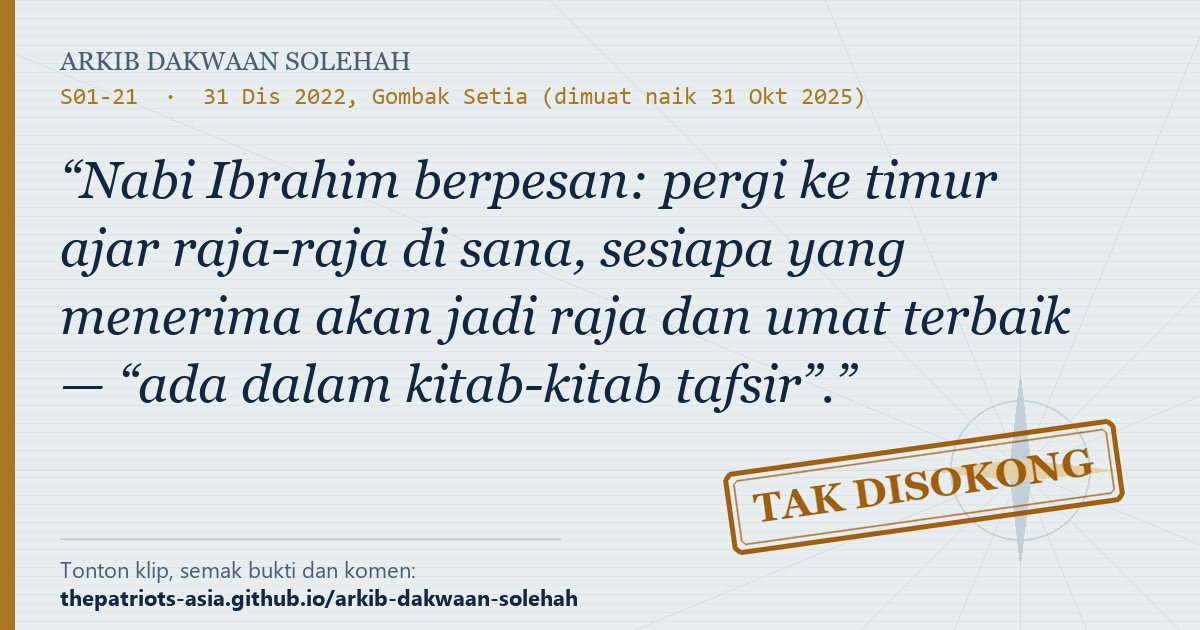 ARKIB DAKWAAN SOLEHAH
S01-21 · 31 Dis 2022, Gombak Setia (dimuat naik 31 Okt 2025)
“Nabi Ibrahim berpesan: pergi ke timur
ajar raja-raja di sana, sesiapa yang
menerima akan jadi raja dan umat terbaik
— “ada dalam kitab-kitab tafsir”.”
TAK DISOKONG
Tonton klip, semak bukti dan komen:
thepatriots-asia.github.io/arkib-dakwaan-solehah